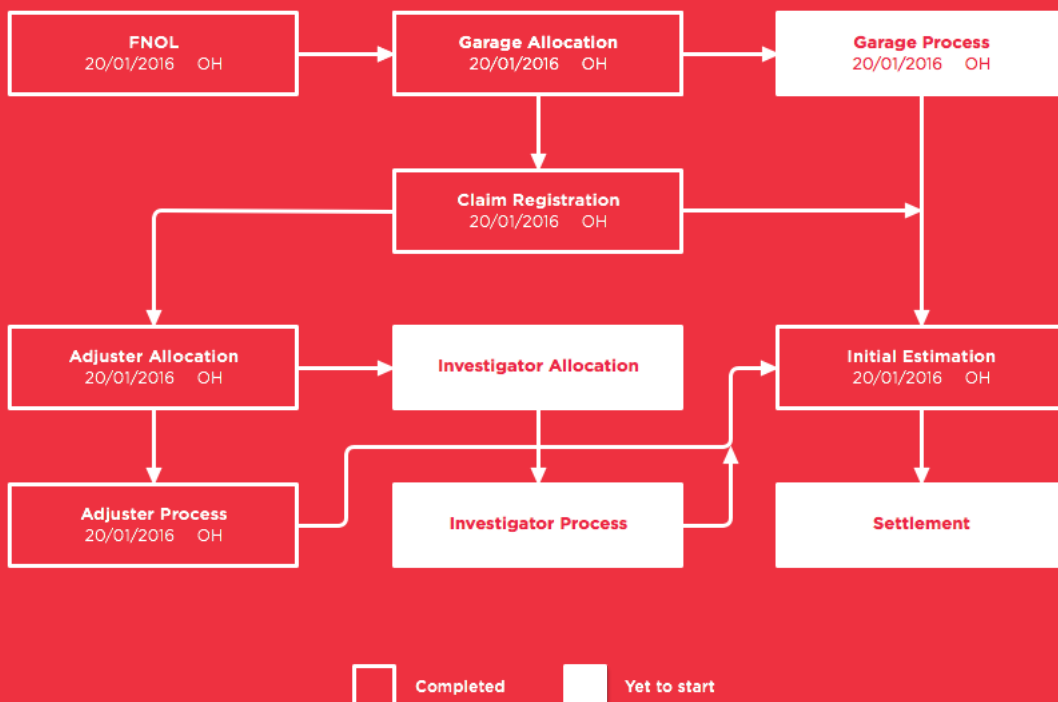 FNOL
20/01/2016 OH
Garage Allocation
20/01/2016 OH
Garage Process
20/01/2016 OH
Claim Registration
20/01/2016 OH
Adjuster Allocation
20/01/2016 OH
Investigator Allocation
Initial Estimation
20/01/2016 OH
Adjuster Process
20/01/2016 OH
Investigator Process
Settlement
Completed
Yet to start